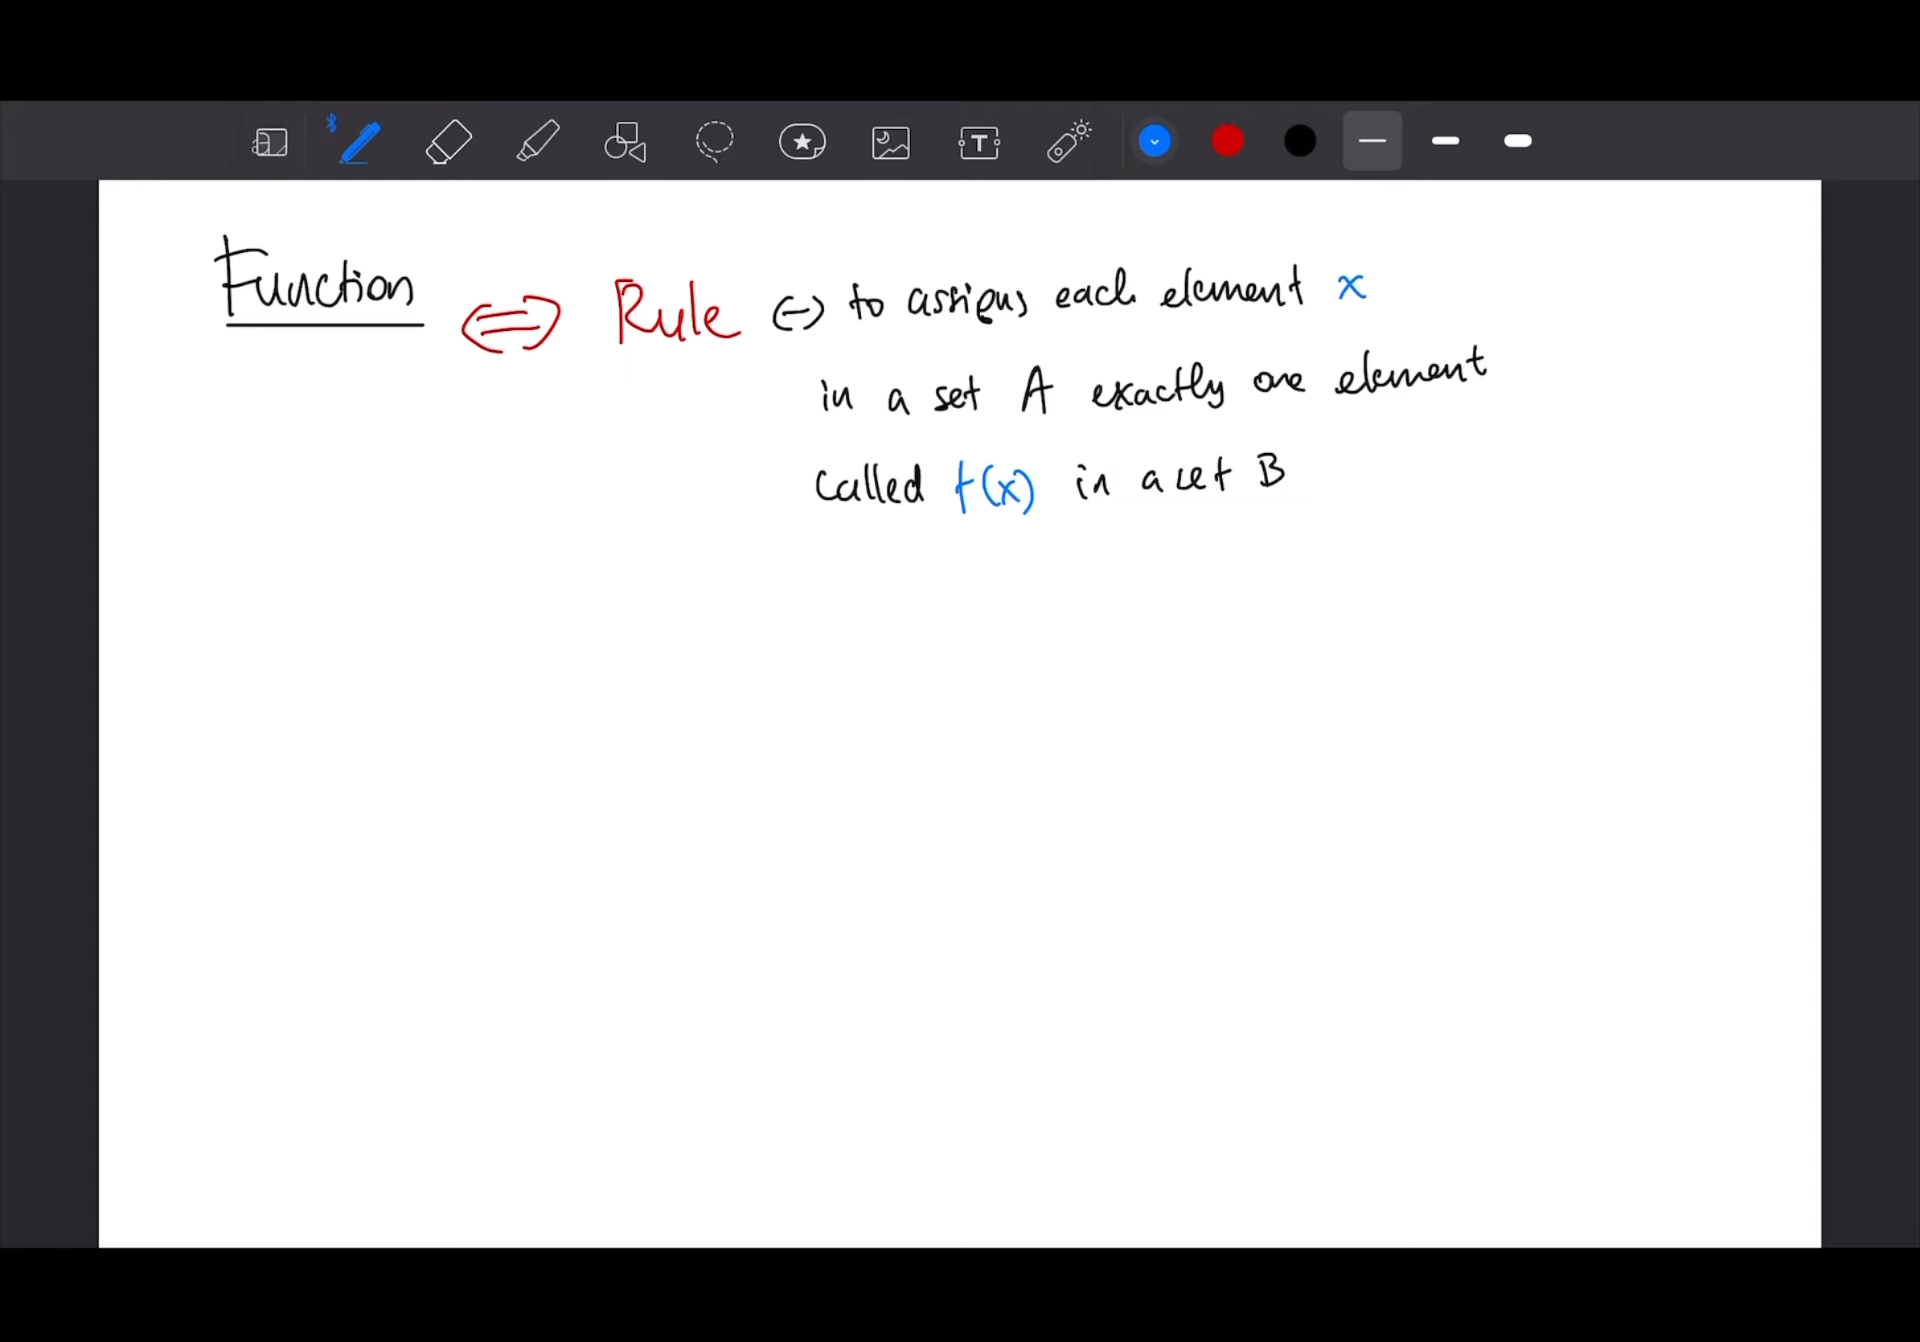 Function ⇔ Rule ↔ to assigns each element x
in a set A exactly one element
called f(x) in a set B